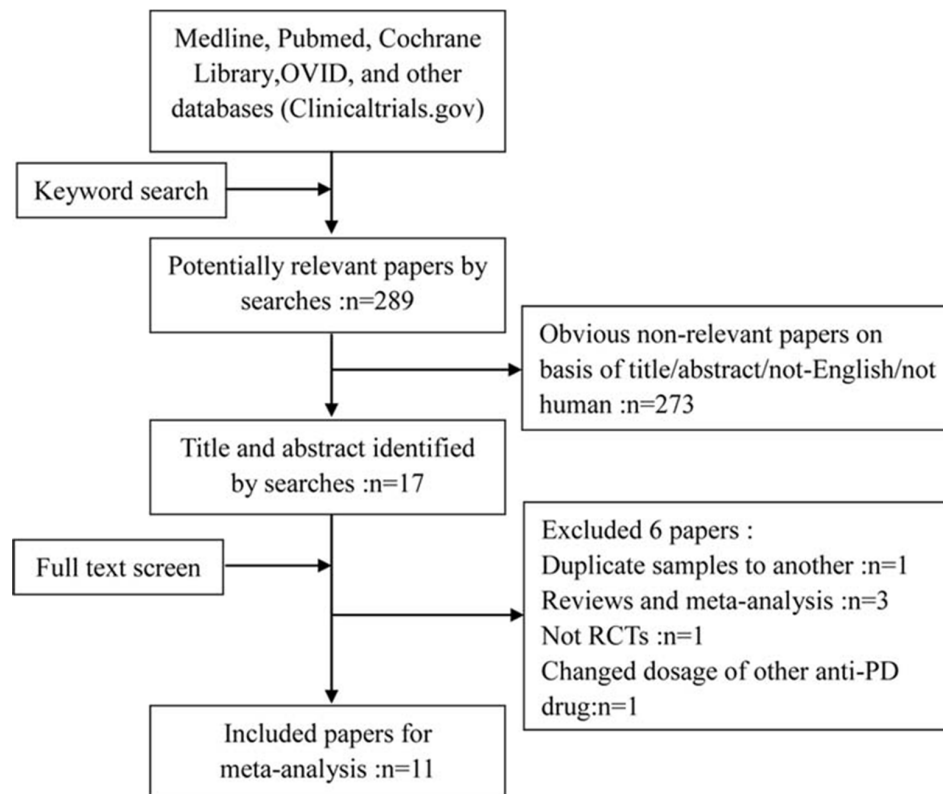 Medline, Pubmed, Cochrane
Library,OVID, and other
databases (Clinicaltrials.gov)
Keyword search
Potentially relevant papers by
searches :n=289
Obvious non-relevant papers on
basis of title/abstract/not-English/not
human :n=273
Title and abstract identified
by searches :n=17
Full text screen
Excluded 6 papers :
Duplicate samples to another :n=1
Reviews and meta-analysis :n=3
Not RCTs :n=1
Changed dosage of other anti-PD
drug:n=1
Included papers for
meta-analysis :n=11